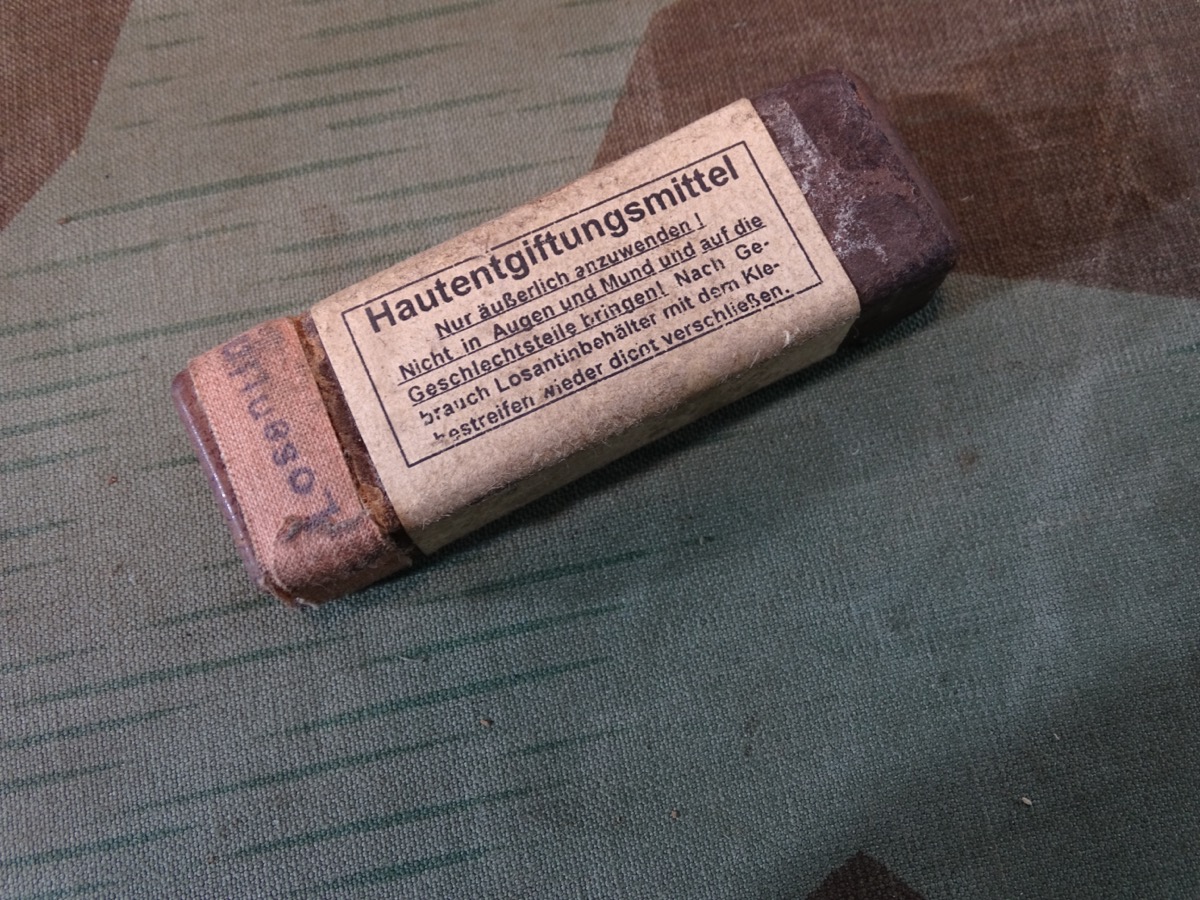 Hautentgiftungsmittel
Nur äußerlich anzuwenden !
Nicht in Augen und Mund und auf die
Geschlechtsteile bringen! Nach Ge-
brauch Losantinbehälter mit dem Kle-
bestreifen wieder dicht verschließen.
Losantin